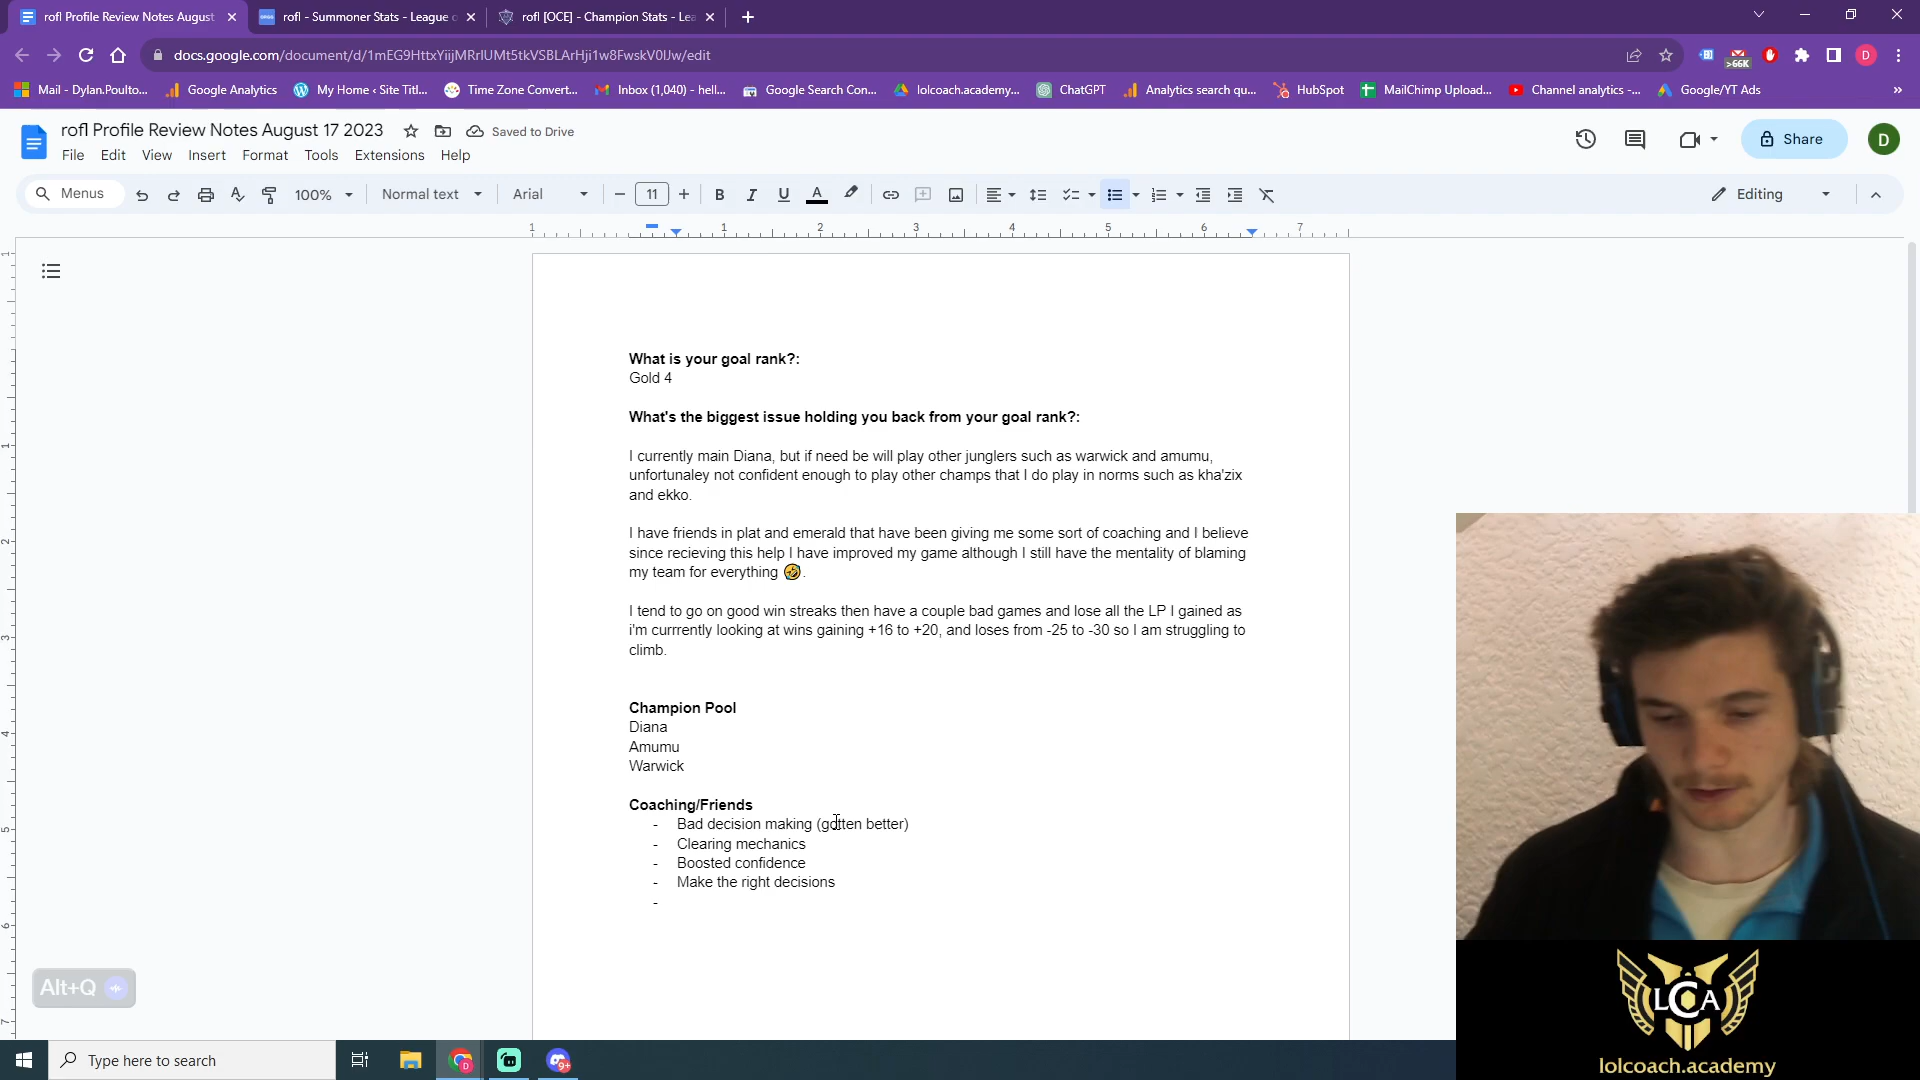 rofl Profile Review Notes August
rofl - Summoner Stats - League o
rofl [OCE] - Champion Stats - Lea
docs.google.com/document/d/1mEG9HttxYiijMRrIUMt5tkVSBLArHji1w8FwskV0lJw/edit
>66K
D
Mail - Dylan.Poulto...
Google Analytics
My Home ‹ Site Titl...
Time Zone Convert...
Inbox (1,040) - hell...
Google Search Con...
lolcoach.academy...
ChatGPT
Analytics search qu...
HubSpot
MailChimp Upload...
Channel analytics -...
Google/YT Ads
»
rofl Profile Review Notes August 17 2023
Saved to Drive
File Edit View Insert Format Tools Extensions Help
Share
D
Menus
100%
Normal text
Arial
11
B I U A
Editing
1 1 2 3 4 5 6 7
What is your goal rank?:
Gold 4
What's the biggest issue holding you back from your goal rank?:
I currently main Diana, but if need be will play other junglers such as warwick and amumu,
unfortunaley not confident enough to play other champs that I do play in norms such as kha'zix
and ekko.
I have friends in plat and emerald that have been giving me some sort of coaching and I believe
since recieving this help I have improved my game although I still have the mentality of blaming
my team for everything 🤣.
I tend to go on good win streaks then have a couple bad games and lose all the LP I gained as
i'm currrently looking at wins gaining +16 to +20, and loses from -25 to -30 so I am struggling to
climb.
Champion Pool
Diana
Amumu
Warwick
Coaching/Friends
- Bad decision making (gotten better)
- Clearing mechanics
- Boosted confidence
- Make the right decisions
-
Alt+Q
LCA
lolcoach.academy
Type here to search
D
9+